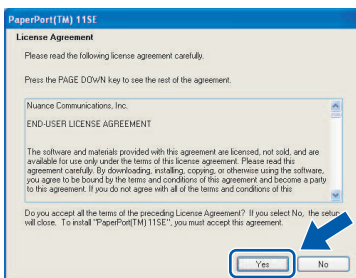 PaperPort(TM) 11SE
License Agreement
Please read the following license agreement carefully.
Press the PAGE DOWN key to see the rest of the agreement.
Nuance Communications, Inc.
END-USER LICENSE AGREEMENT
The software and materials provided with this agreement are licensed, not sold, and are
available for use only under the terms of this license agreement. Please read this
agreement carefully. By downloading, installing, copying, or otherwise using the software,
you agree to be bound by the terms and conditions of this agreement and become a party
to this agreement. If you do not agree with all of the terms and conditions of this
Do you accept all the terms of the preceding License Agreement? If you select No, the setup
will close. To install "PaperPort(TM) 11SE", you must accept this agreement.
Yes
No